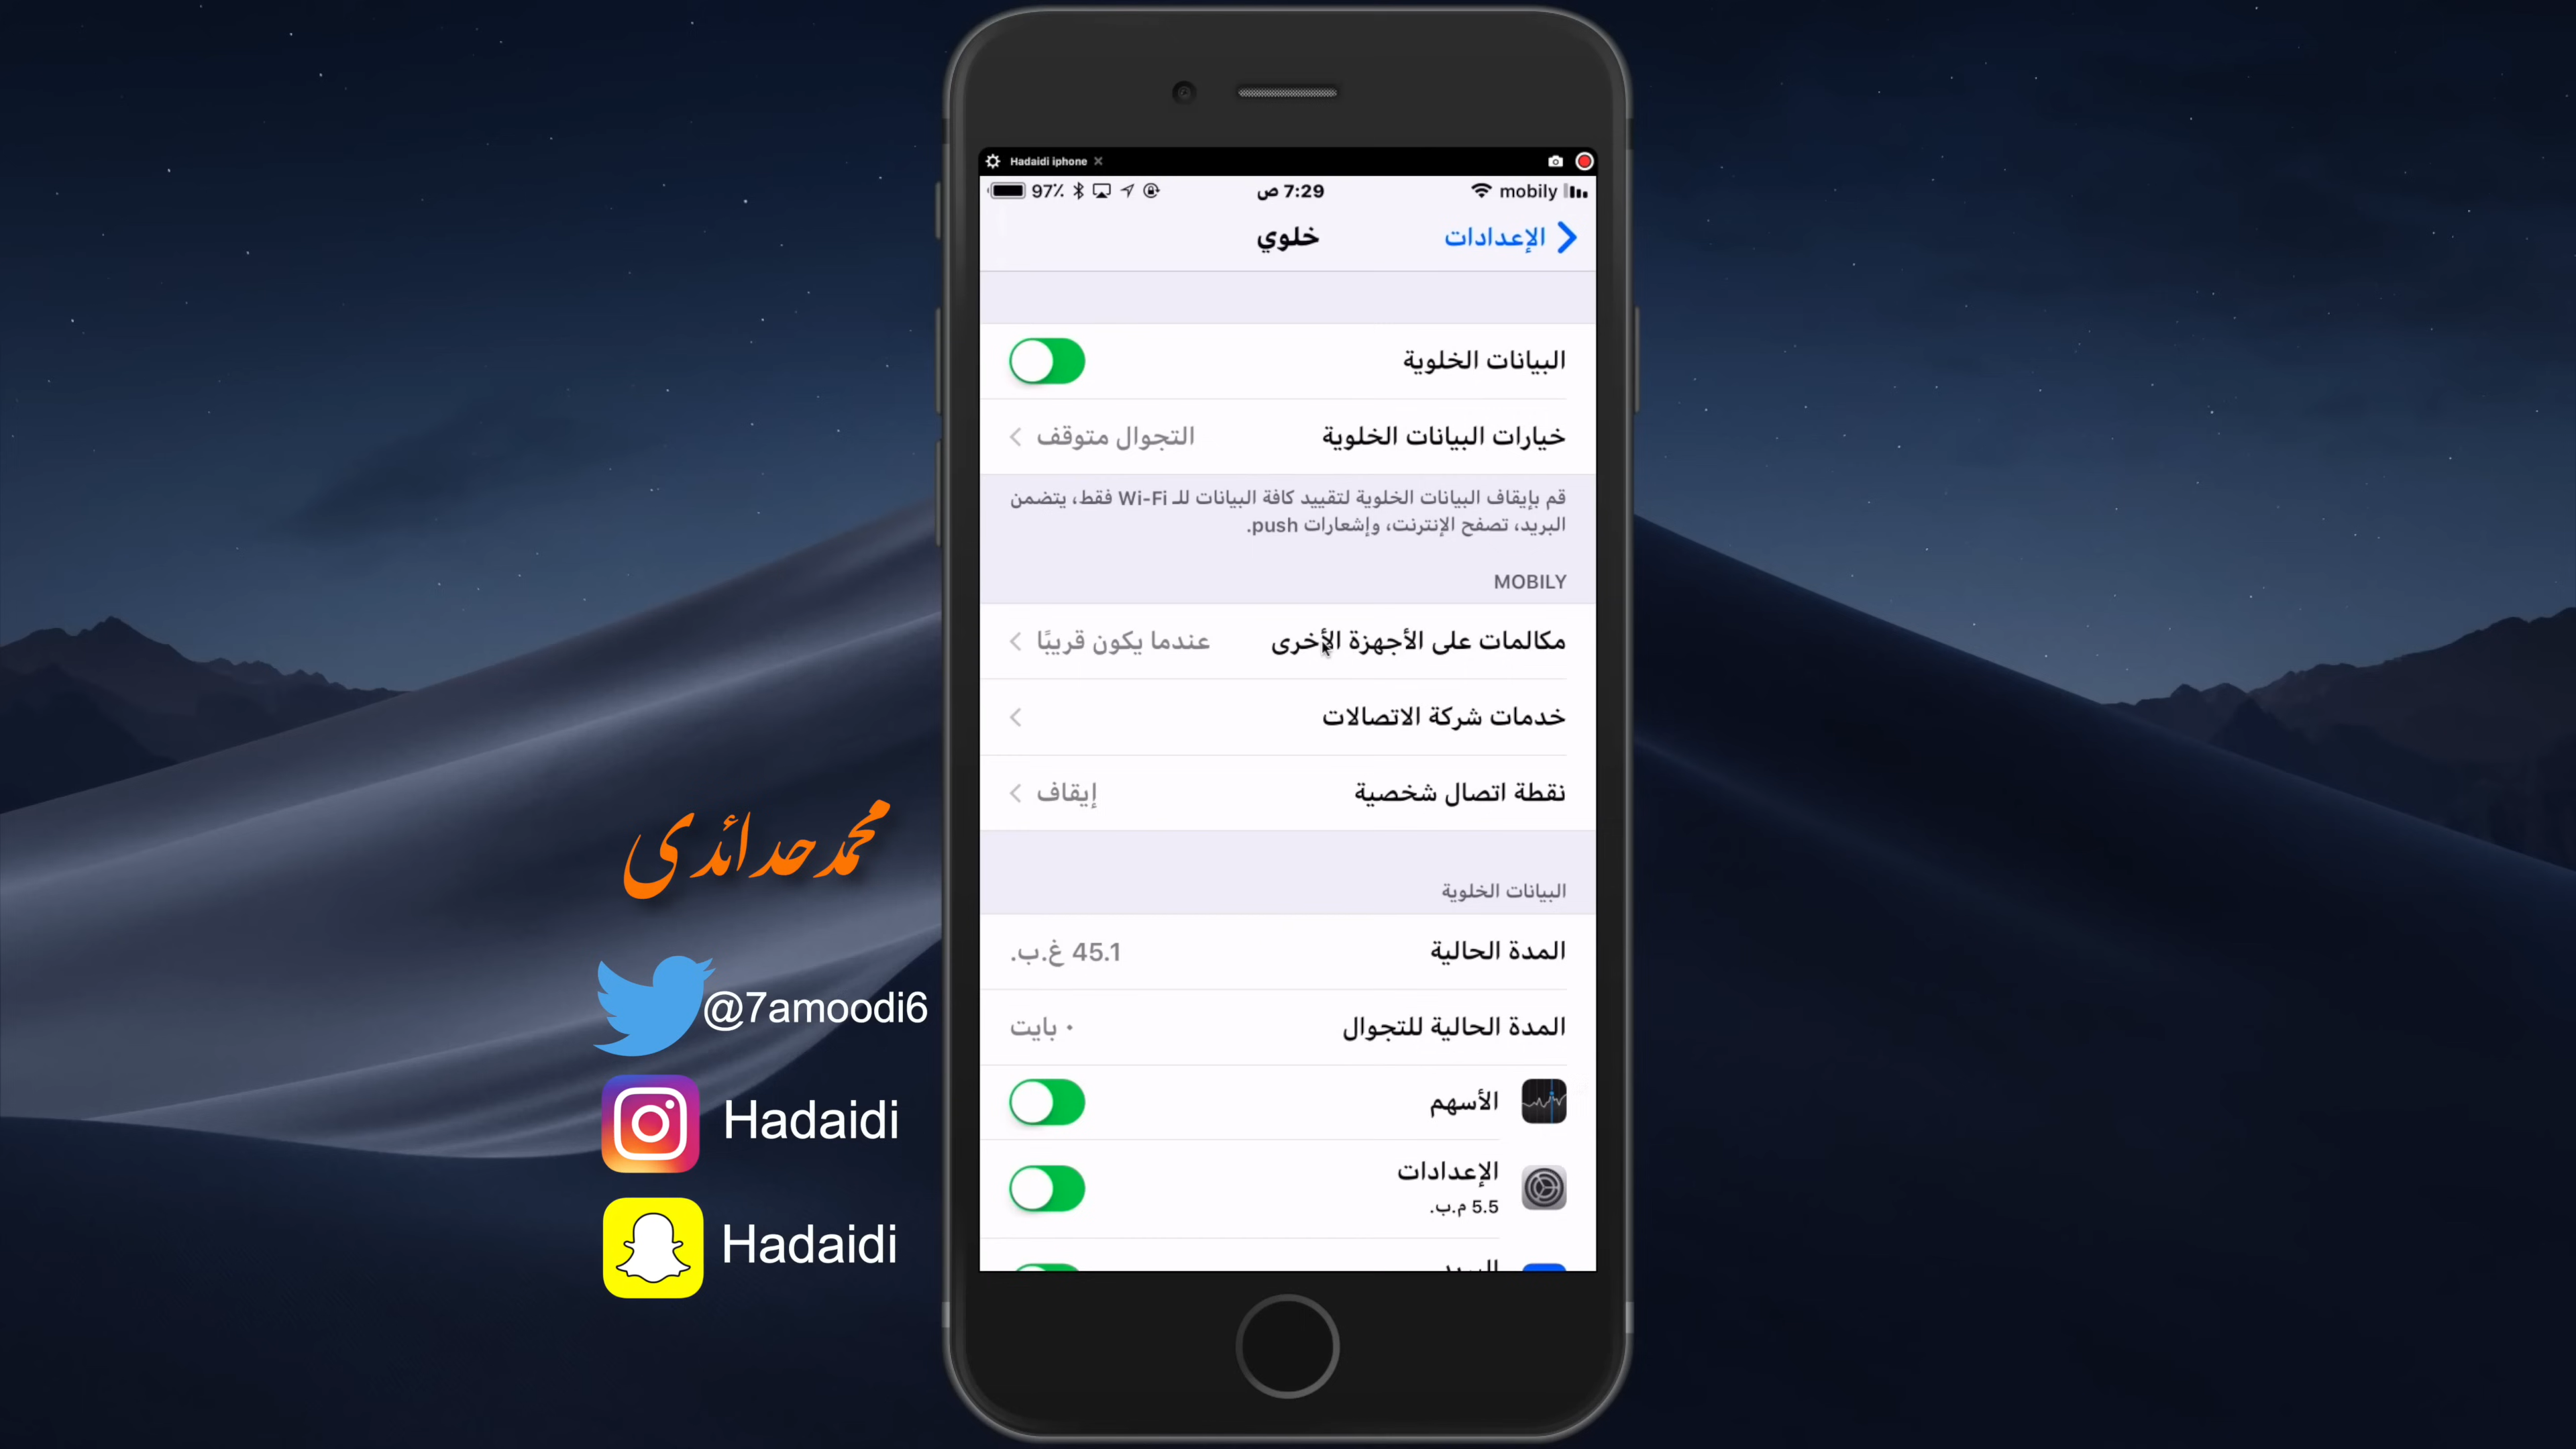 Hadaidi iphone
97٪ 7:29 ص mobily
الإعدادات
خلوي
البيانات الخلوية
خيارات البيانات الخلوية التجوال متوقف
قم بإيقاف البيانات الخلوية لتقييد كافة البيانات للـ Wi-Fi فقط، يتضمن
البريد، تصفح الإنترنت، وإشعارات push.
MOBILY
مكالمات على الأجهزة الأخرى عندما يكون قريبًا
خدمات شركة الاتصالات
نقطة اتصال شخصية إيقاف
البيانات الخلوية
المدة الحالية 45.1 غ.ب.
المدة الحالية للتجوال ٠ بايت
الأسهم
الإعدادات
5.5 م.ب.
محمد حدائدى
@7amoodi6
Hadaidi
Hadaidi